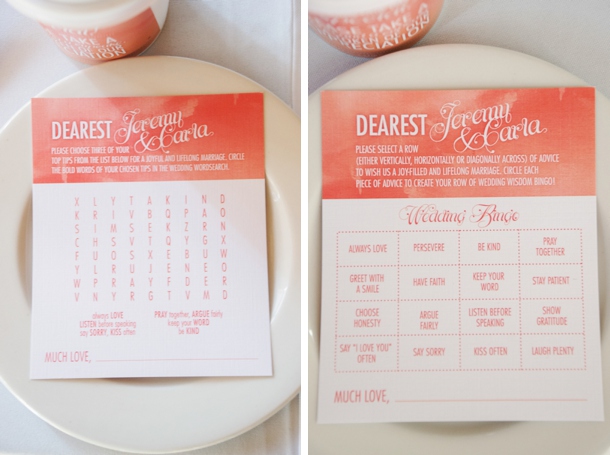 DEAREST Jeremy
& Carla
PLEASE CHOOSE THREE OF YOUR
TOP TIPS FROM THE LIST BELOW FOR A JOYFUL AND LIFELONG MARRIAGE. CIRCLE
THE BOLD WORDS OF YOUR CHOSEN TIPS IN THE WEDDING WORDSEARCH.
X L Y T A K I N D
K R I V B Q P A O
S I M S E K Z R N
C H S V T Q Y G X
F U O S X E B U W
Y L R U J E N E O
W P R A Y F D E R
V N Y R G T V M D
always LOVE
LISTEN before speaking
say SORRY, KISS often
PRAY together, ARGUE fairly
keep your WORD
be KIND
MUCH LOVE,
DEAREST Jeremy
& Carla
PLEASE SELECT A ROW
(EITHER VERTICALLY, HORIZONTALLY OR DIAGONALLY ACROSS) OF ADVICE
TO WISH US A JOY-FILLED AND LIFELONG MARRIAGE. CIRCLE EACH
PIECE OF ADVICE TO CREATE YOUR ROW OF WEDDING WISDOM BINGO!
Wedding Bingo
ALWAYS LOVE
PERSEVERE
BE KIND
PRAY
TOGETHER
GREET WITH
A SMILE
HAVE FAITH
KEEP YOUR
WORD
STAY PATIENT
CHOOSE
HONESTY
ARGUE
FAIRLY
LISTEN BEFORE
SPEAKING
SHOW
GRATITUDE
SAY "I LOVE YOU"
OFTEN
SAY SORRY
KISS OFTEN
LAUGH PLENTY
MUCH LOVE,